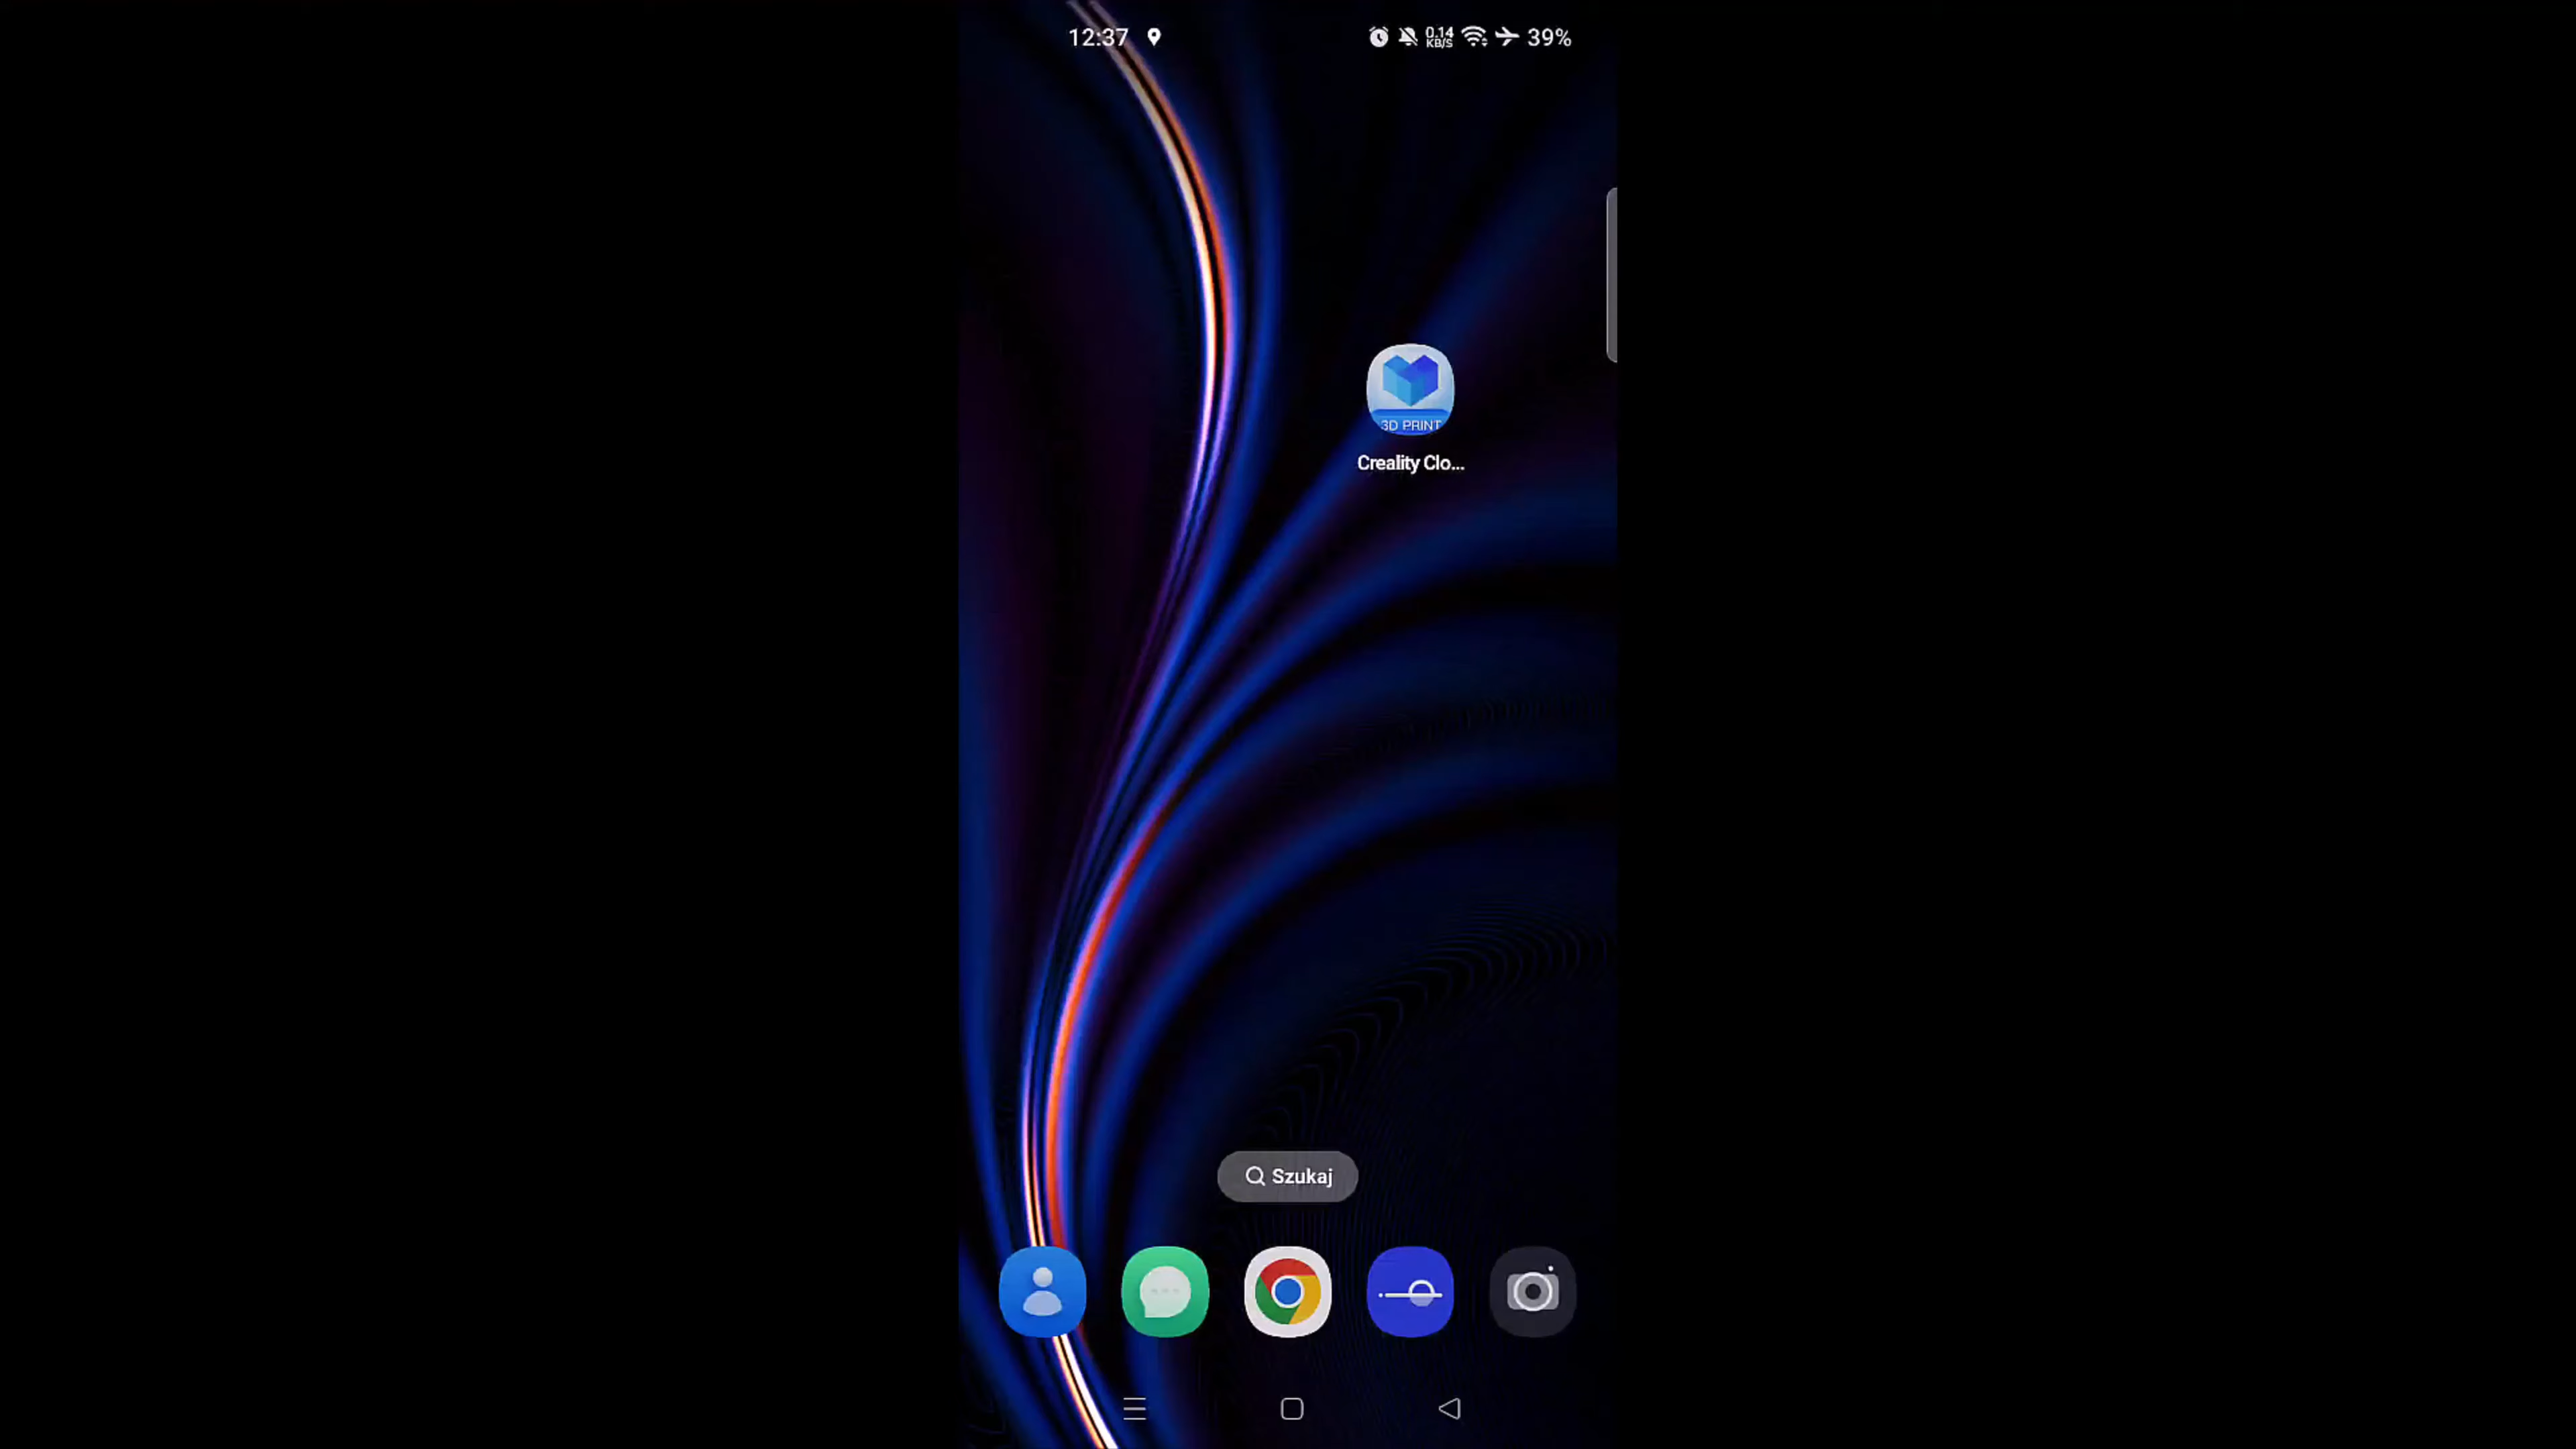 12:37
0.14
KB/S
39%
3D PRINT
Creality Clo...
Szukaj